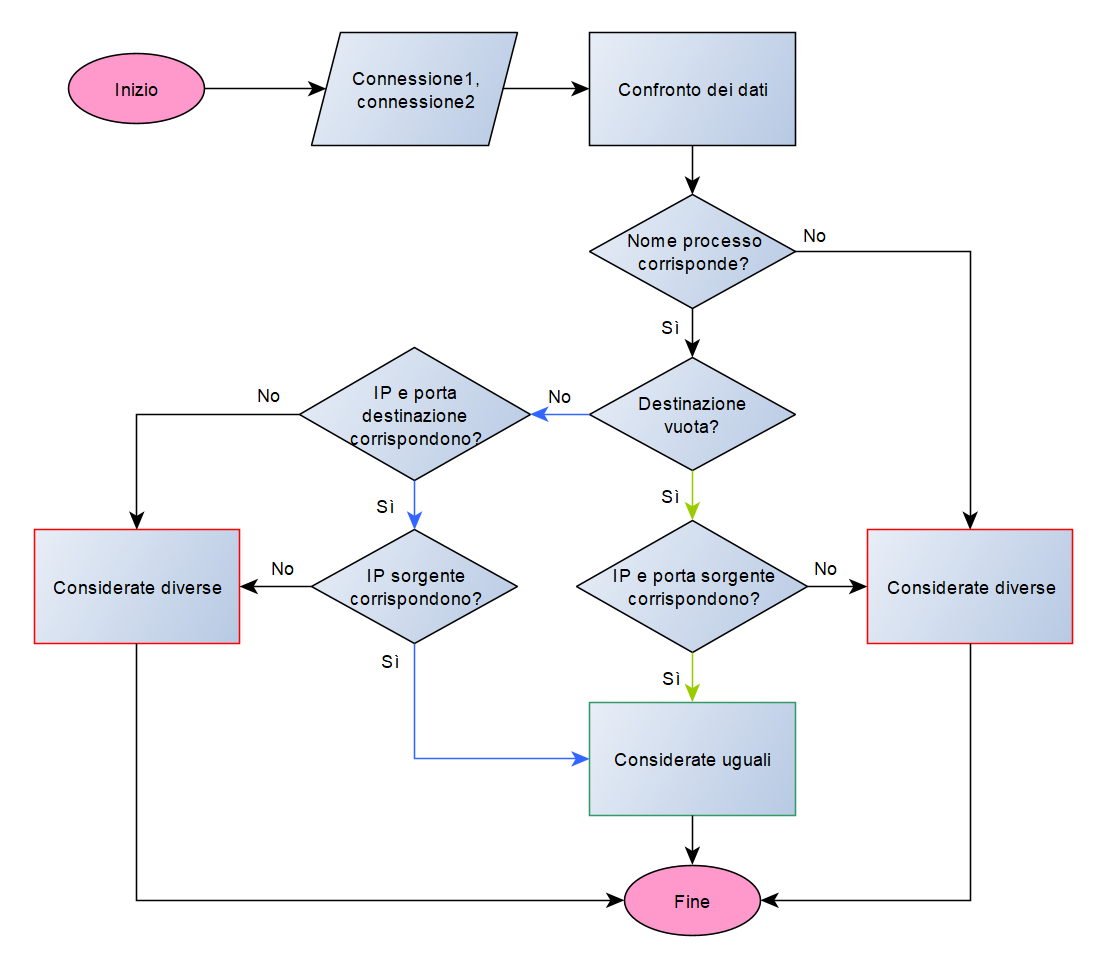 Inizio
Connessione1,
connessione2
Confronto dei dati
Nome processo
corrisponde?
No
Sì
Destinazione
vuota?
No
IP e porta
destinazione
corrispondono?
No
Sì
Sì
IP sorgente
corrispondono?
No
IP e porta sorgente
corrispondono?
No
Considerate diverse
Considerate diverse
Sì
Sì
Considerate uguali
Fine